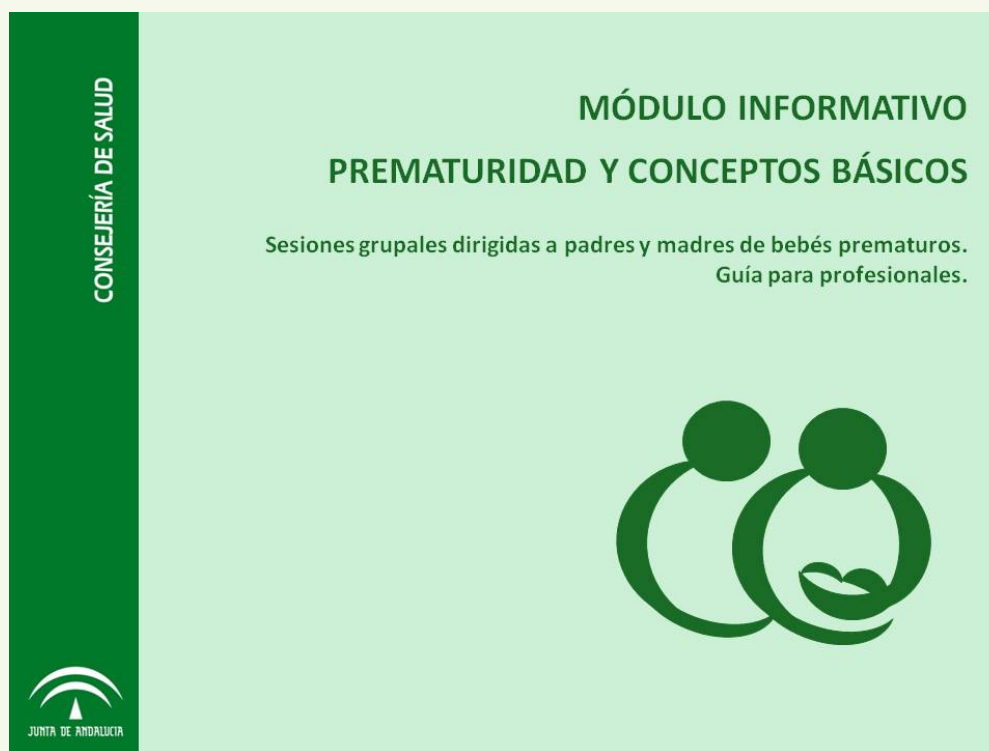 CONSEJERÍA DE SALUD
MÓDULO INFORMATIVO
PREMATURIDAD Y CONCEPTOS BÁSICOS
Sesiones grupales dirigidas a padres y madres de bebés prematuros.
Guía para profesionales.
JUNTA DE ANDALUCIA